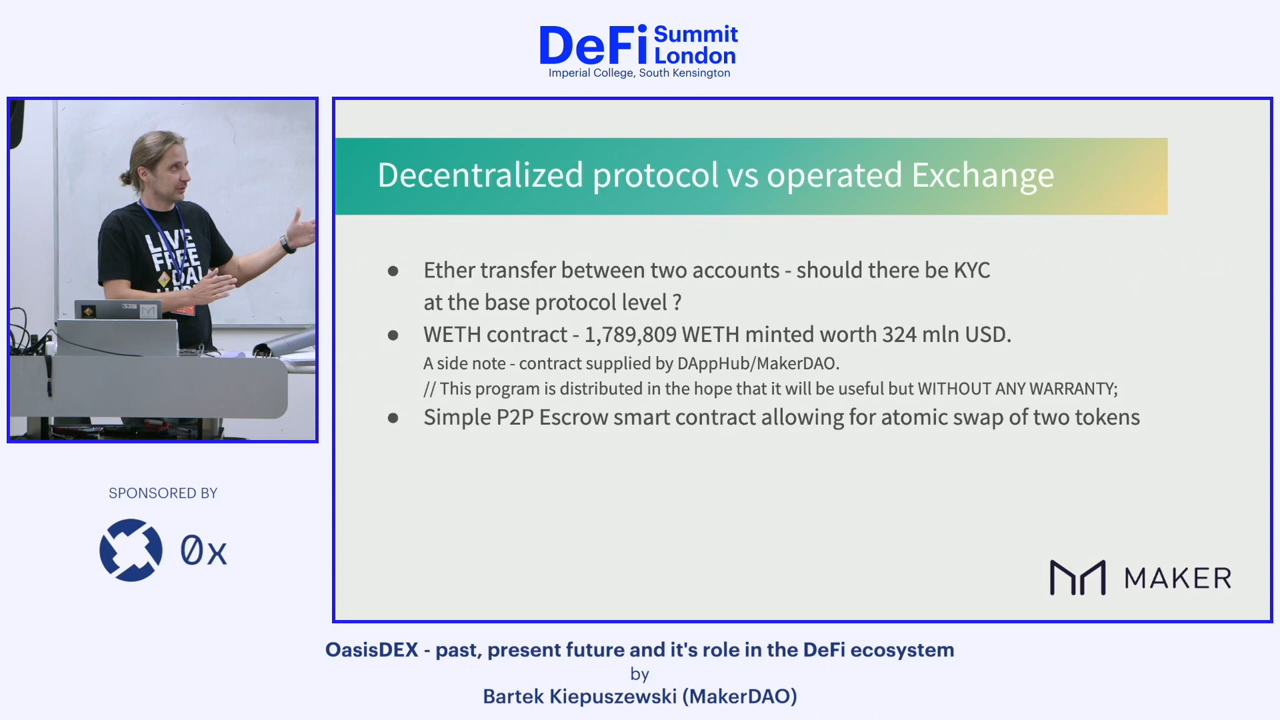 DeFi Summit London
Imperial College, South Kensington
LIVE
FREE
DAI
SPONSORED BY
0x
Decentralized protocol vs operated Exchange
● Ether transfer between two accounts - should there be KYC
at the base protocol level ?
● WETH contract - 1,789,809 WETH minted worth 324 mln USD.
A side note - contract supplied by DAppHub/MakerDAO.
// This program is distributed in the hope that it will be useful but WITHOUT ANY WARRANTY;
● Simple P2P Escrow smart contract allowing for atomic swap of two tokens
MAKER
OasisDEX - past, present future and it's role in the DeFi ecosystem
by
Bartek Kiepuszewski (MakerDAO)